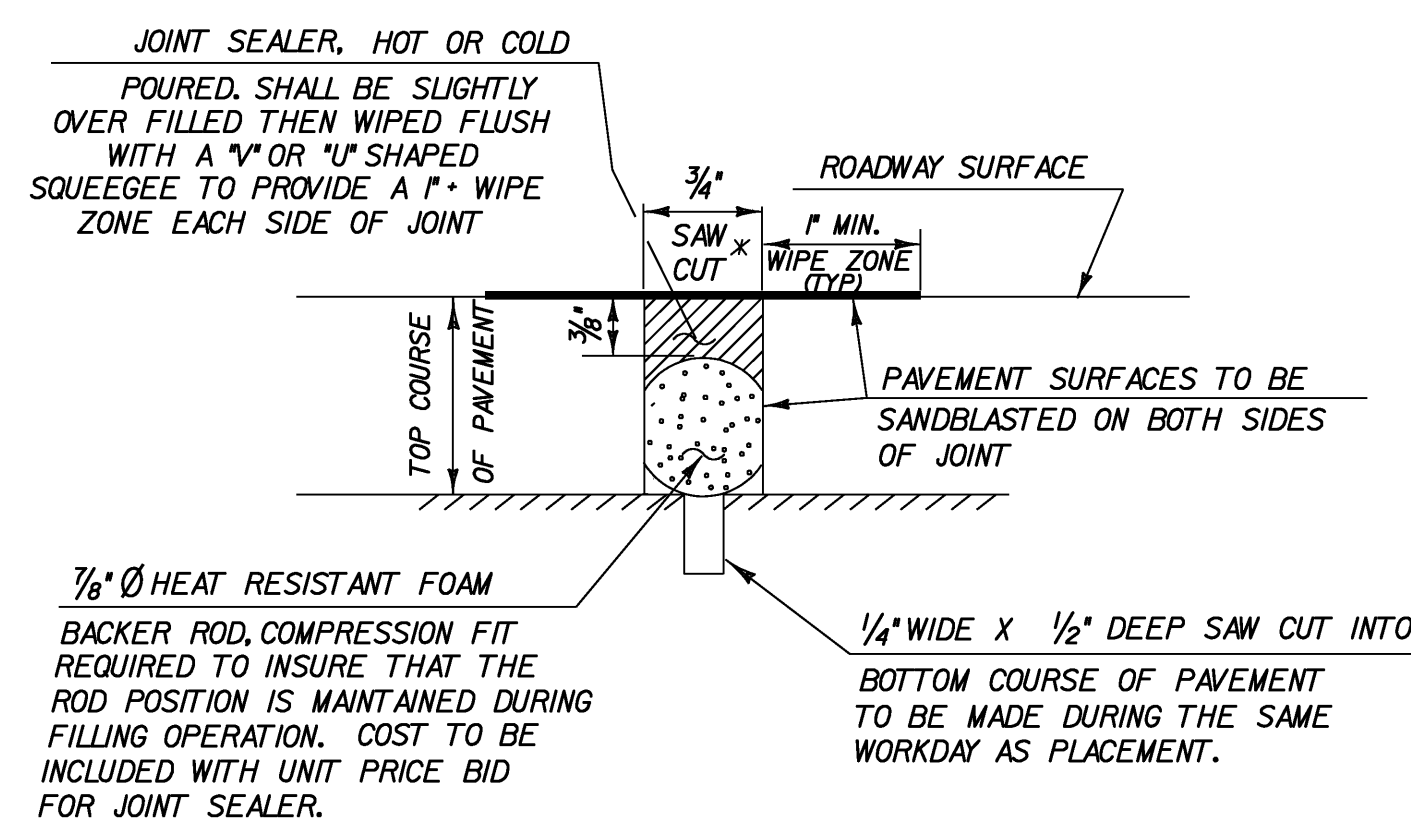 JOINT SEALER, HOT OR COLD
POURED. SHALL BE SLIGHTLY
OVER FILLED THEN WIPED FLUSH
WITH A "V" OR "U" SHAPED
SQUEEGEE TO PROVIDE A 1"+ WIPE
ZONE EACH SIDE OF JOINT
3/4"
SAW
CUT *
1" MIN.
WIPE ZONE
(TYP)
ROADWAY SURFACE
TOP COURSE
OF PAVEMENT
3/8"
PAVEMENT SURFACES TO BE
SANDBLASTED ON BOTH SIDES
OF JOINT
7/8" Ø HEAT RESISTANT FOAM
BACKER ROD, COMPRESSION FIT
REQUIRED TO INSURE THAT THE
ROD POSITION IS MAINTAINED DURING
FILLING OPERATION. COST TO BE
INCLUDED WITH UNIT PRICE BID
FOR JOINT SEALER.
1/4" WIDE X 1/2" DEEP SAW CUT INTO
BOTTOM COURSE OF PAVEMENT
TO BE MADE DURING THE SAME
WORKDAY AS PLACEMENT.